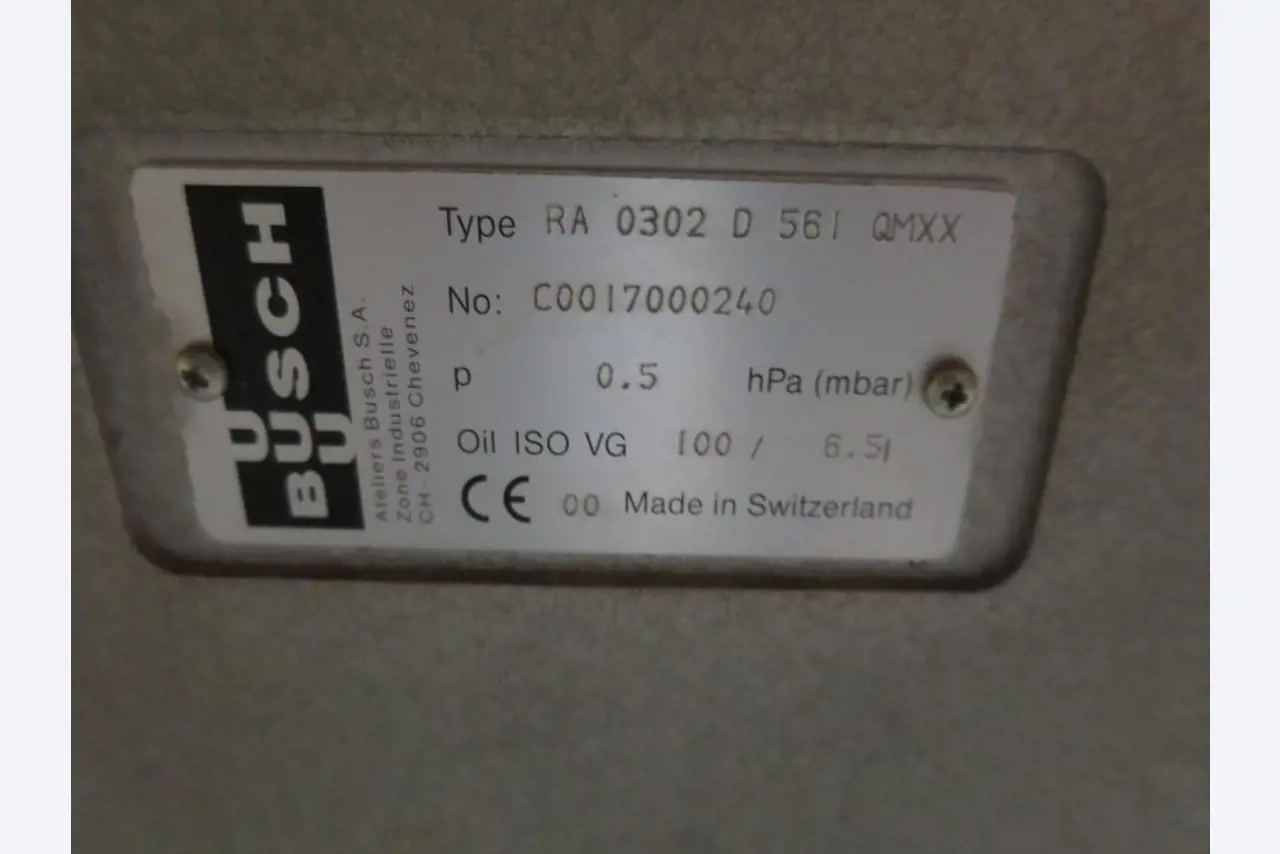 BUSCH
Ateliers Busch S.A.
Zone Industrielle
CH - 2906 Chevenez
Type RA 0302 D 561 QMXX
No: C0017000240
p 0.5 hPa (mbar)
Oil ISO VG 100 / 6.5l
CE 00 Made in Switzerland